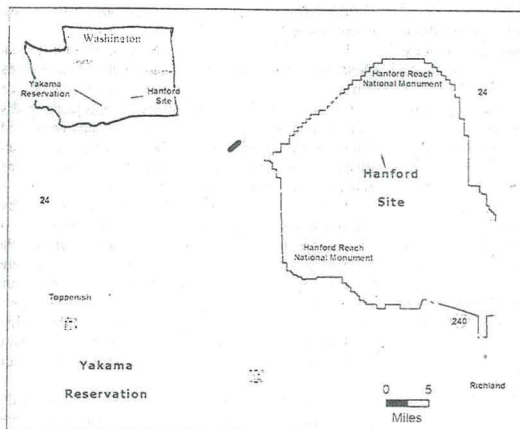 Washington
Yakama
Reservation
Hanford
Site
Hanford Reach
National Monument
24
Hanford
Site
24
Hanford Reach
National Monument
Toppenish
240
Yakama
Reservation
Richland
0 5
Miles